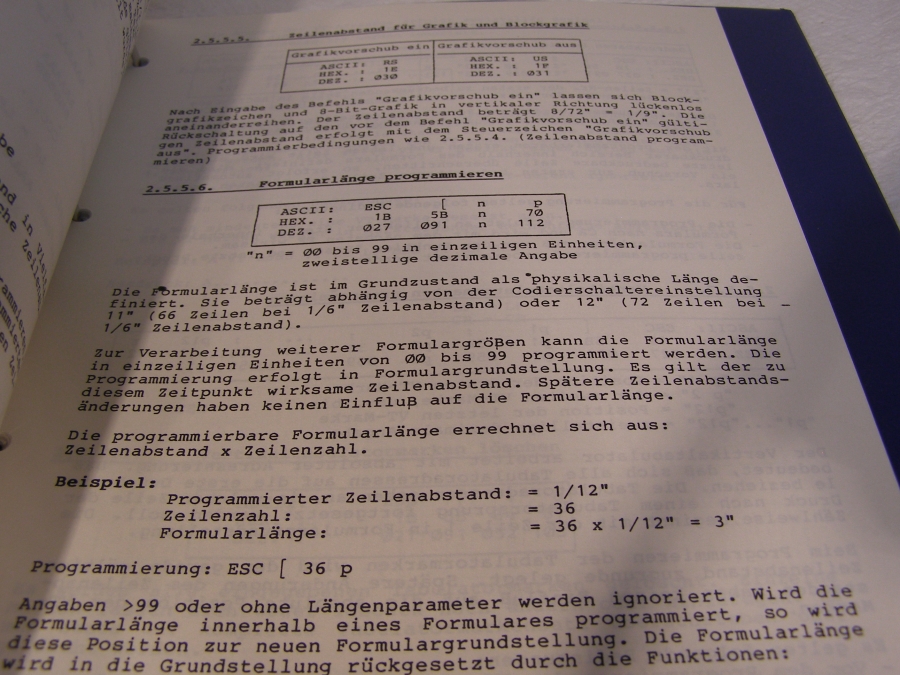 2.5.5.5. Zeilenabstand für Grafik und Blockgrafik
Grafikvorschub ein Grafikvorschub aus
ASCII: RS ASCII: US
HEX. : 1E HEX. : 1F
DEZ. : 030 DEZ. : 031
Nach Eingabe des Befehls "Grafikvorschub ein" lassen sich Block-
grafikzeichen und 8-Bit-Grafik in vertikaler Richtung lückenlos
aneinanderreihen. Der Zeilenabstand beträgt 8/72" = 1/9". Die
Rückschaltung auf den vor dem Befehl "Grafikvorschub ein" gülti-
gen Zeilenabstand erfolgt mit dem Steuerzeichen "Grafikvorschub
aus". Programmierbedingungen wie 2.5.5.4. (Zeilenabstand program-
mieren)
2.5.5.6. Formularlänge programmieren
ASCII: ESC [ n p
HEX. : 1B 5B n 70
DEZ. : 027 091 n 112
"n" = 00 bis 99 in einzeiligen Einheiten,
zweistellige dezimale Angabe
Die Formularlänge ist im Grundzustand als physikalische Länge de-
finiert. Sie beträgt abhängig von der Codierschaltereinstellung
11" (66 Zeilen bei 1/6" Zeilenabstand) oder 12" (72 Zeilen bei
1/6" Zeilenabstand).
Zur Verarbeitung weiterer Formulargrößen kann die Formularlänge
in einzeiligen Einheiten von 00 bis 99 programmiert werden. Die
Programmierung erfolgt in Formulargrundstellung. Es gilt der zu
diesem Zeitpunkt wirksame Zeilenabstand. Spätere Zeilenabstands-
änderungen haben keinen Einfluß auf die Formularlänge.
Die programmierbare Formularlänge errechnet sich aus:
Zeilenabstand x Zeilenzahl.
Beispiel:
Programmierter Zeilenabstand: = 1/12"
Zeilenzahl: = 36
Formularlänge: = 36 x 1/12" = 3"
Programmierung: ESC [ 36 p
Angaben >99 oder ohne Längenparameter werden ignoriert. Wird die
Formularlänge innerhalb eines Formulares programmiert, so wird
diese Position zur neuen Formulargrundstellung. Die Formularlänge
wird in die Grundstellung rückgesetzt durch die Funktionen: